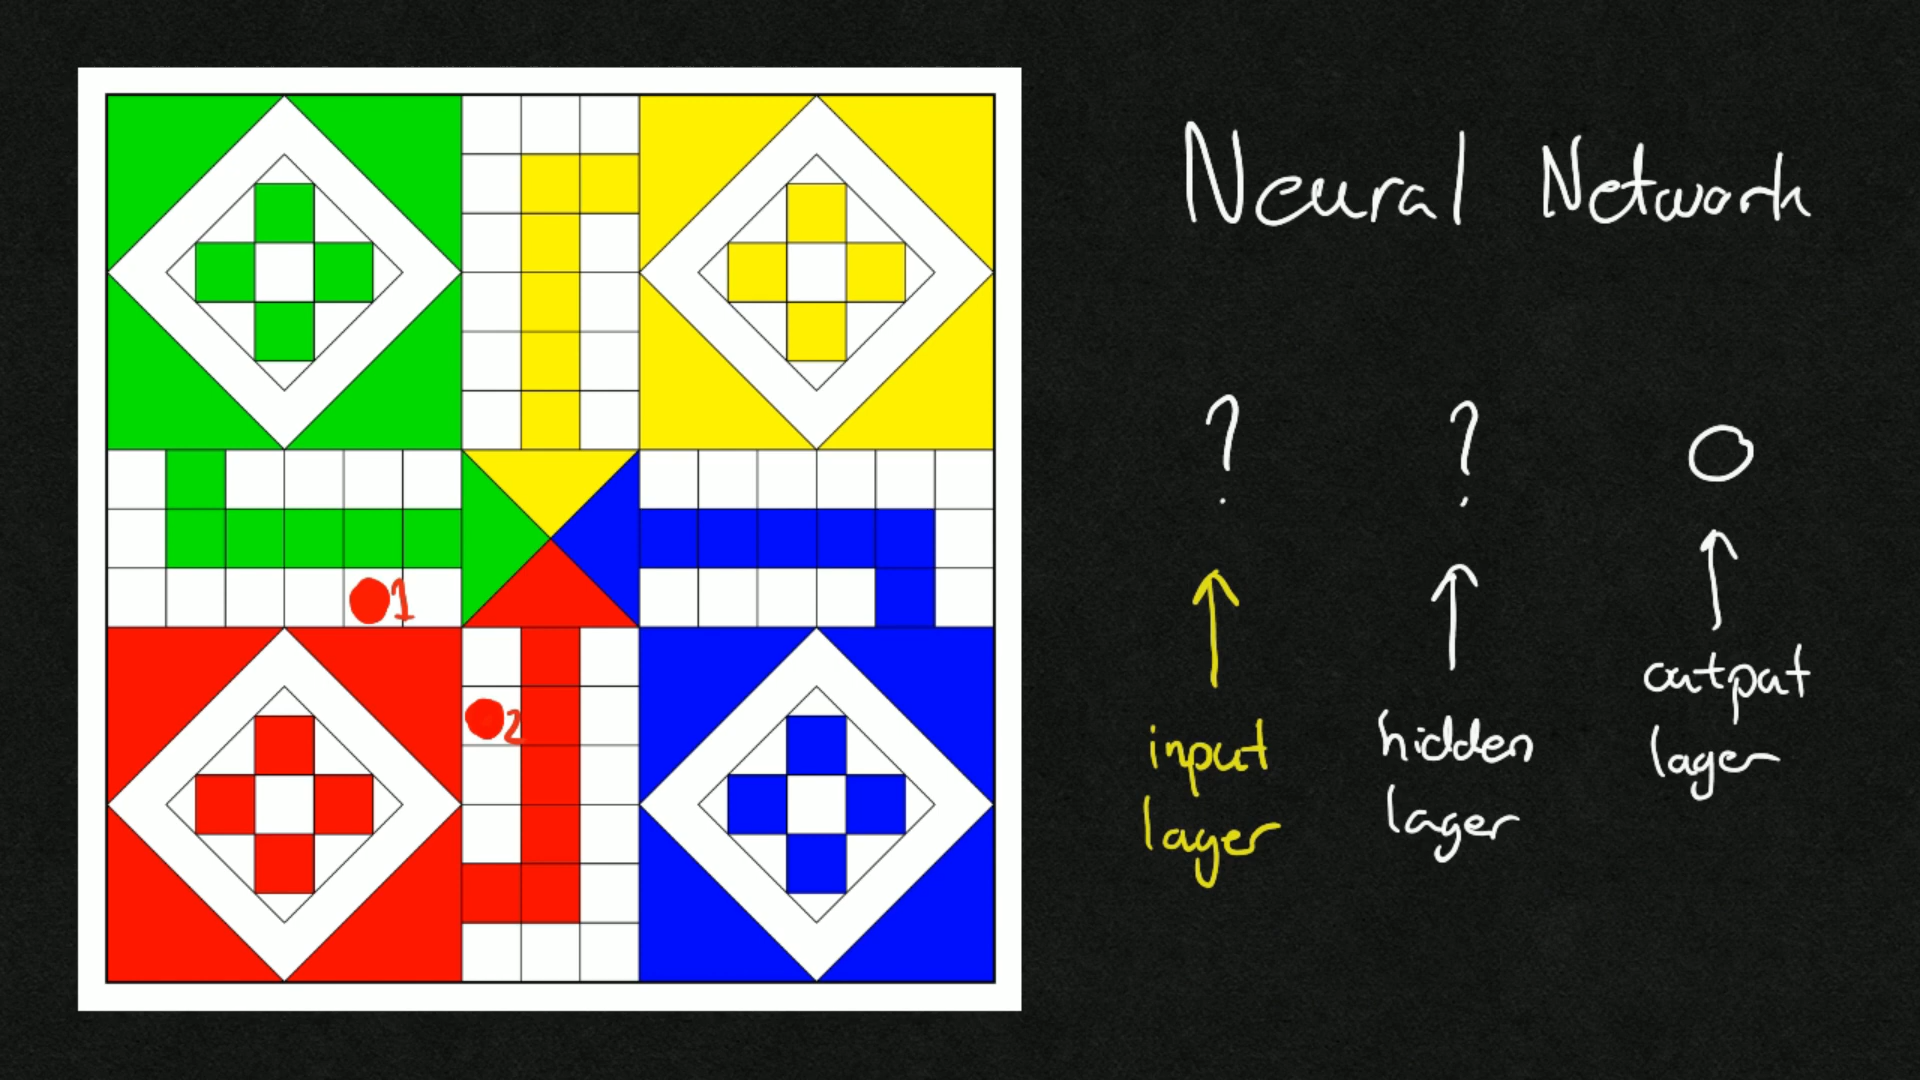 Neural Network
? ? O
1
2
input
layer
hidden
layer
output
layer